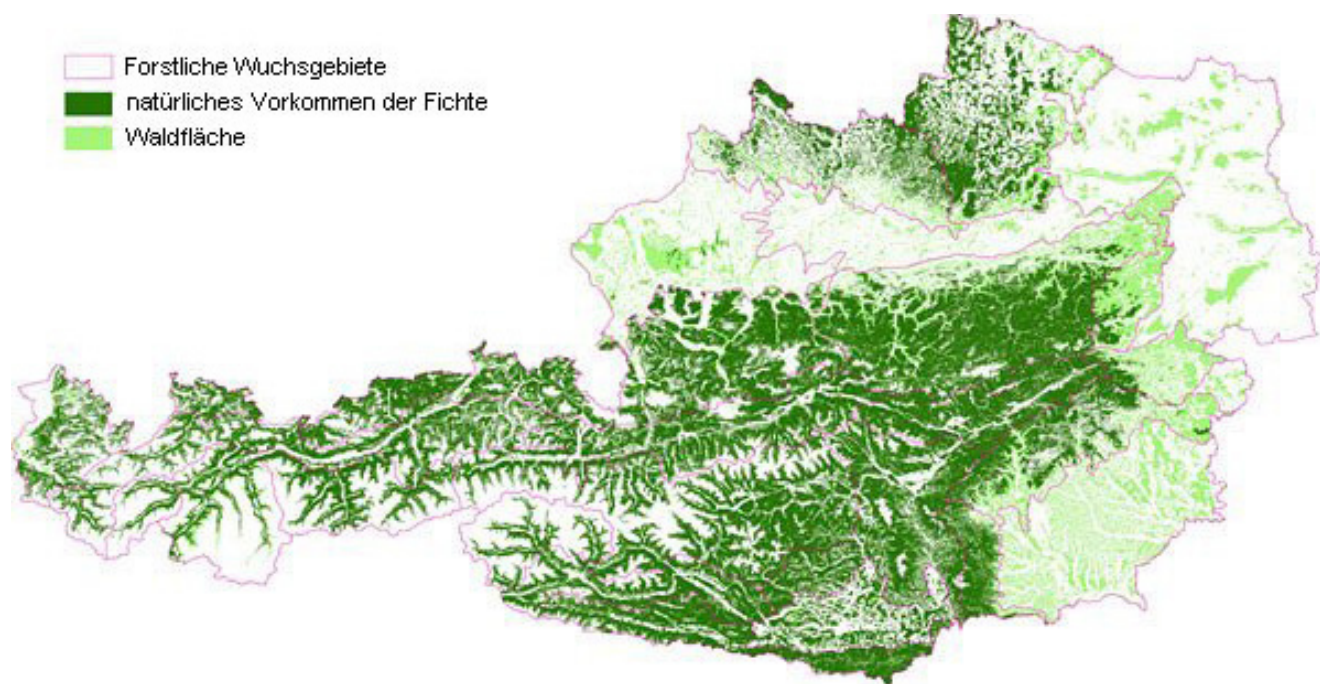 Forstliche Wuchsgebiete
natürliches Vorkommen der Fichte
Waldfläche